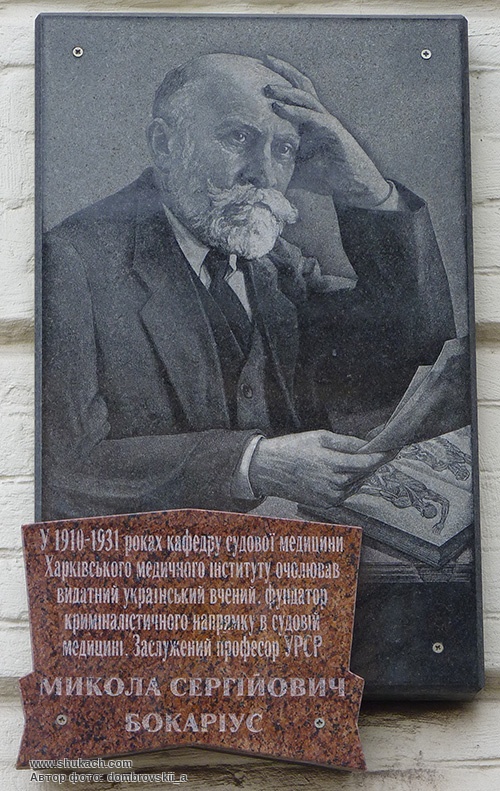 У 1910-1931 роках кафедру судової медицини
Харківського медичного інституту очолював
видатний український вчений, фундатор
криміналістичного напрямку в судовій
медицині. Заслужений професор УРСР
МИКОЛА СЕРГІЙОВИЧ
БОКАРІУС
www.shukach.com
Автор фото: dombrovskii_a